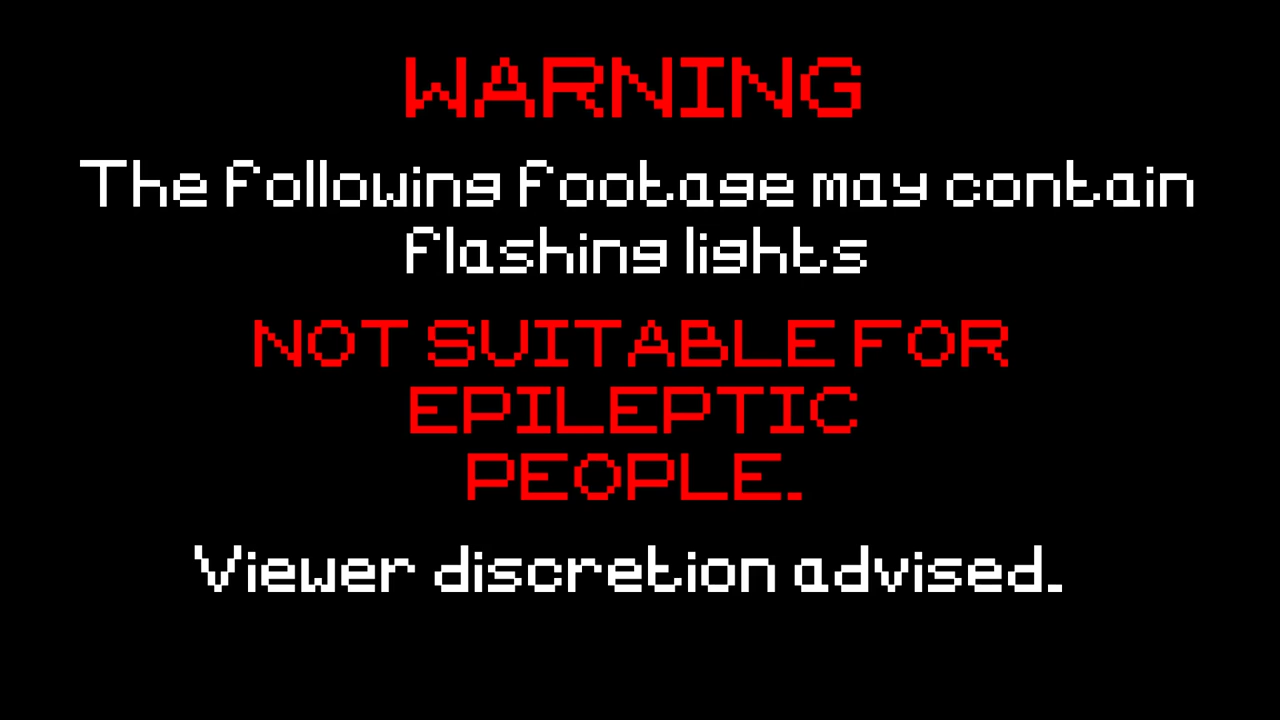 WARNING
The following footage may contain
flashing lights
NOT SUITABLE FOR
EPILEPTIC
PEOPLE.
Viewer discretion advised.